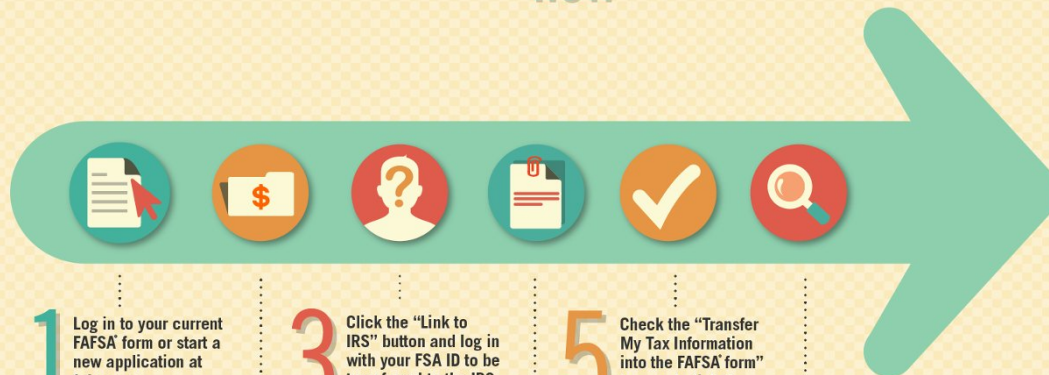 $
?
1
Log in to your current
FAFSA® form or start a
new application at
3
Click the “Link to
IRS” button and log in
with your FSA ID to be
5
Check the “Transfer
My Tax Information
into the FAFSA® form”